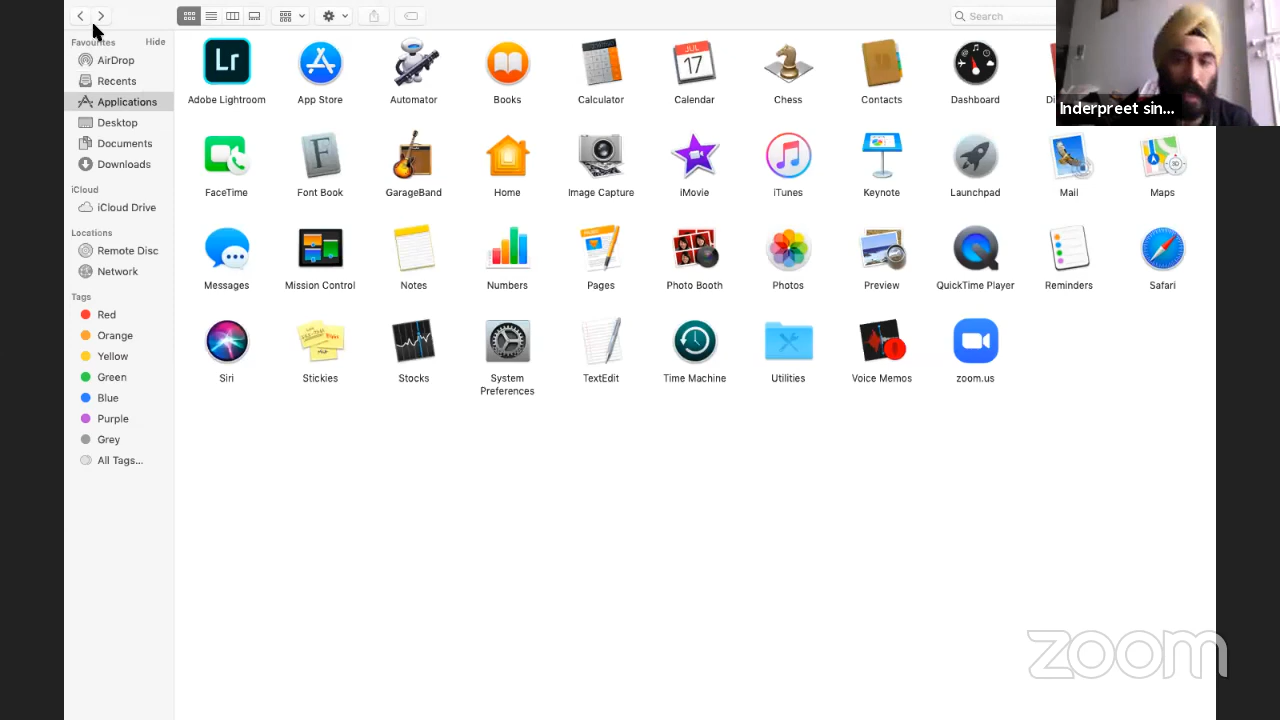 Search
Favourites Hide
AirDrop
Recents
Applications
Desktop
Documents
Downloads
iCloud
iCloud Drive
Locations
Remote Disc
Network
Tags
Red
Orange
Yellow
Green
Blue
Purple
Grey
All Tags...
Lr
JUL
17
Adobe Lightroom App Store Automator Books Calculator Calendar Chess Contacts Dashboard
Inderpreet sin...
F
FaceTime Font Book GarageBand Home Image Capture iMovie iTunes Keynote Launchpad Mail Maps
3D
Messages Mission Control Notes Numbers Pages Photo Booth Photos Preview QuickTime Player Reminders Safari
Siri Stickies Stocks System Preferences TextEdit Time Machine Utilities Voice Memos zoom.us
zoom